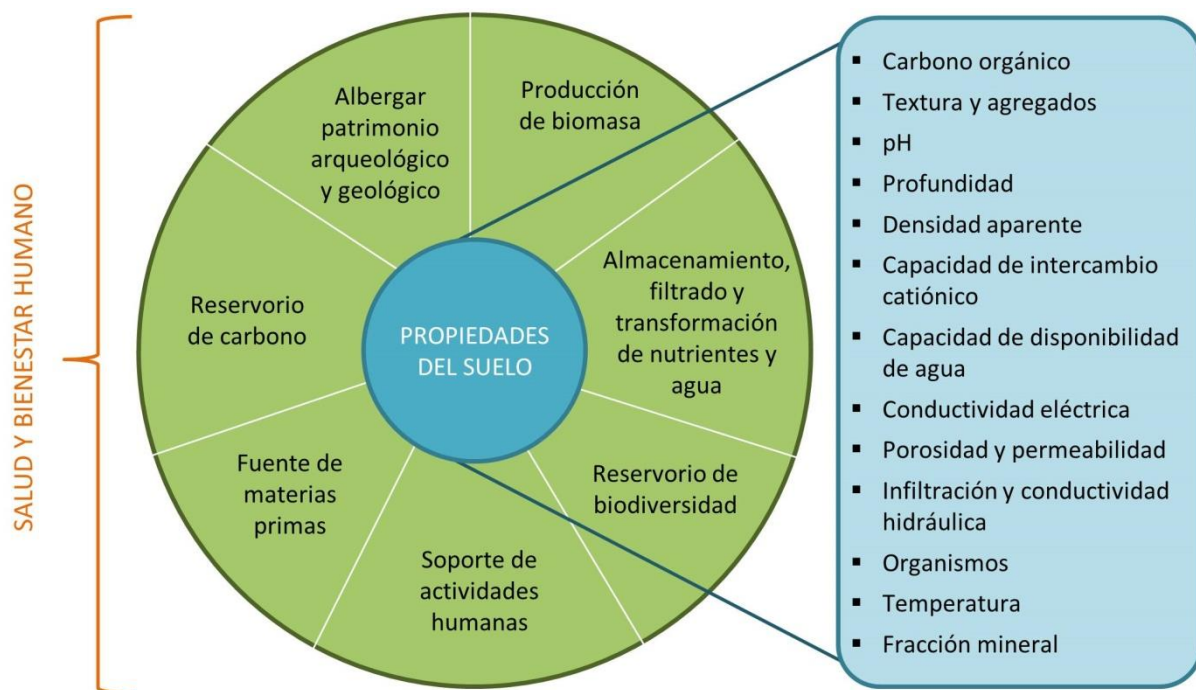 SALUD Y BIENESTAR HUMANO
Albergar
patrimonio
arqueológico
y geológico
Producción
de biomasa
Almacenamiento,
filtrado y
transformación
de nutrientes y
agua
Reservorio de
biodiversidad
Soporte de
actividades
humanas
Fuente de
materias
primas
Reservorio
de carbono
PROPIEDADES
DEL SUELO
▪ Carbono orgánico
▪ Textura y agregados
▪ pH
▪ Profundidad
▪ Densidad aparente
▪ Capacidad de intercambio
catiónico
▪ Capacidad de disponibilidad
de agua
▪ Conductividad eléctrica
▪ Porosidad y permeabilidad
▪ Infiltración y conductividad
hidráulica
▪ Organismos
▪ Temperatura
▪ Fracción mineral